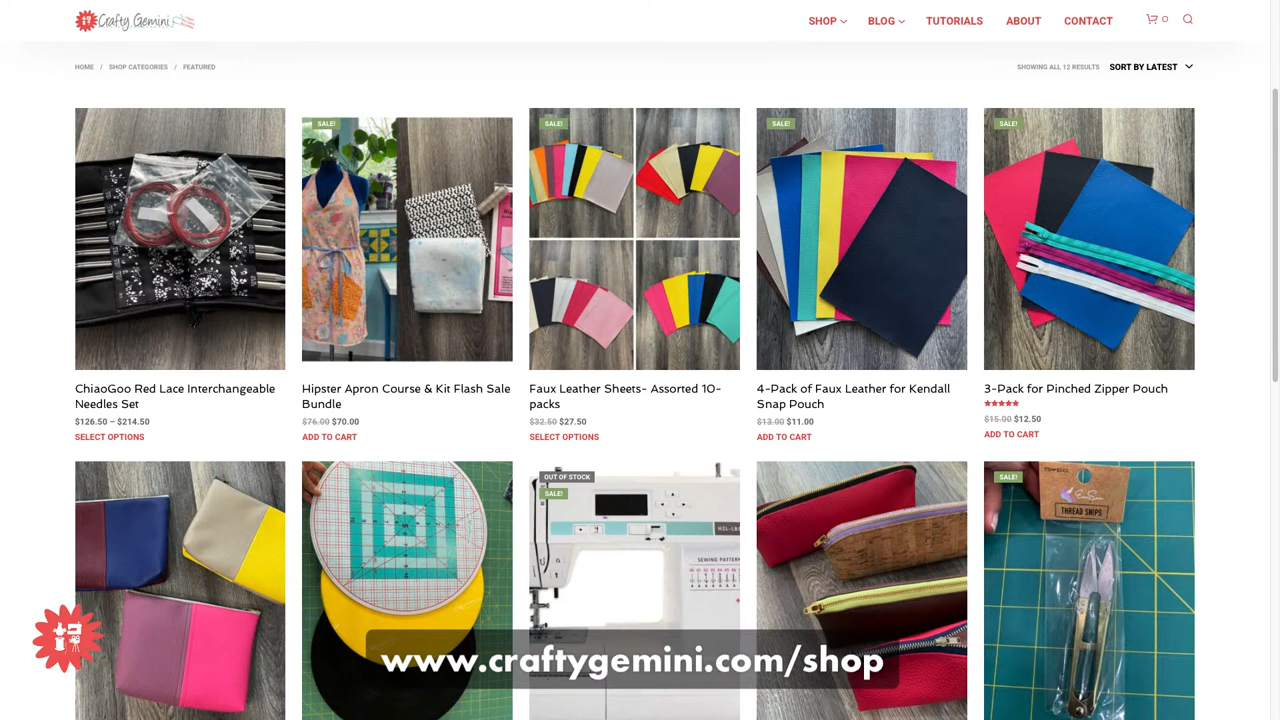 Crafty Gemini
SHOP
BLOG
TUTORIALS
ABOUT
CONTACT
0
HOME / SHOP CATEGORIES / FEATURED
SHOWING ALL 12 RESULTS
SORT BY LATEST
SALE!
SALE!
SALE!
SALE!
ChiaoGoo Red Lace Interchangeable
Needles Set
$126.50 – $214.50
SELECT OPTIONS
Hipster Apron Course & Kit Flash Sale
Bundle
$76.00 $70.00
ADD TO CART
Faux Leather Sheets- Assorted 10-
packs
$32.50 $27.50
SELECT OPTIONS
4-Pack of Faux Leather for Kendall
Snap Pouch
$13.00 $11.00
ADD TO CART
3-Pack for Pinched Zipper Pouch
$15.00 $12.50
ADD TO CART
OUT OF STOCK
SALE!
SEWING PATTERN
SALE!
THREAD SNIPS
www.craftygemini.com/shop